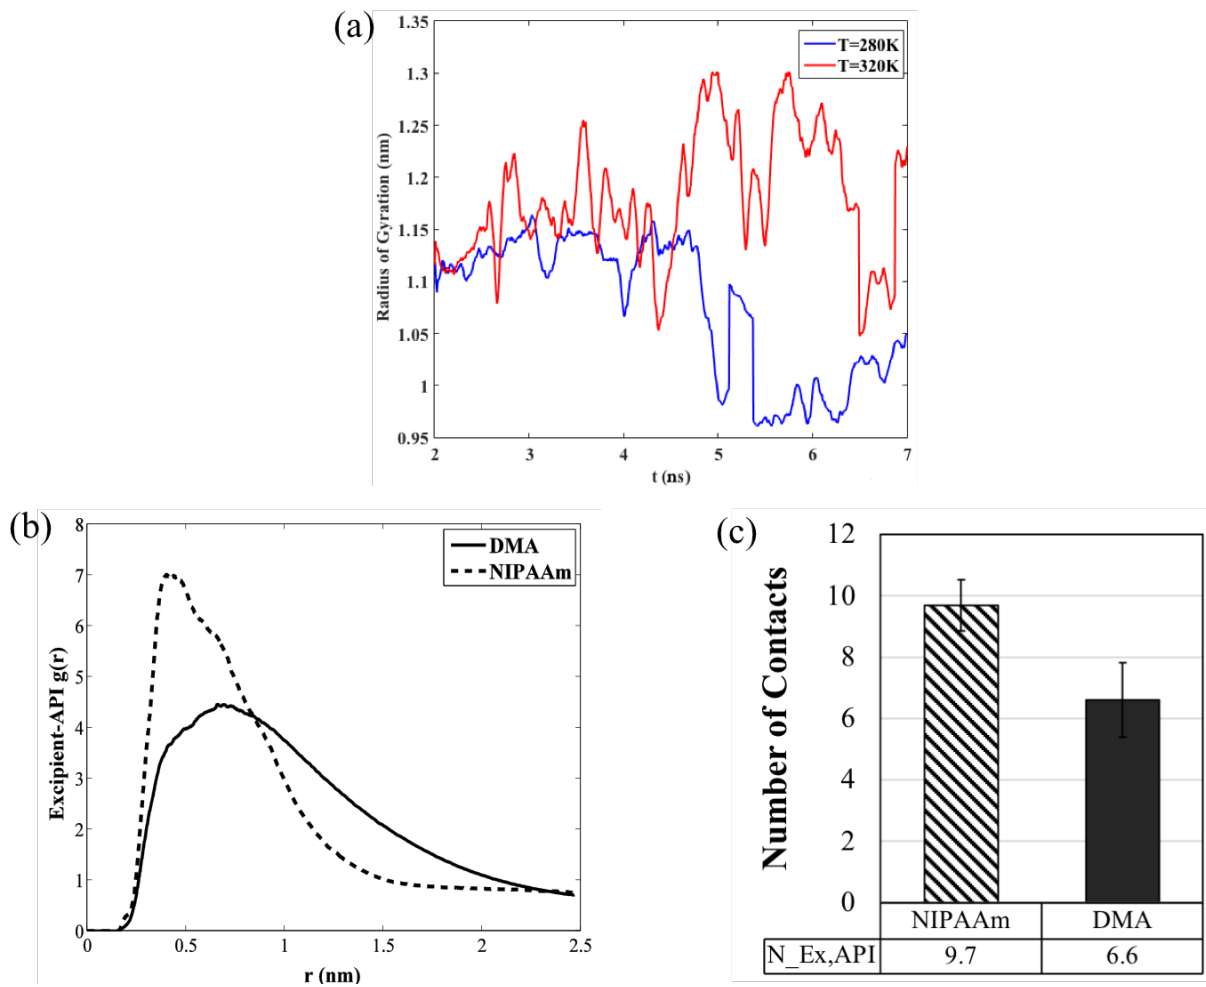 (a)
1.35
1.3
1.25
1.2
1.15
1.1
1.05
1
0.95
Radius of Gyration (nm)
T=280K
T=320K
2 3 4 5 6 7
t (ns)
(b)
8
7
6
5
4
3
2
1
0
Excipient-API g(r)
DMA
NIPAAm
0 0.5 1 1.5 2 2.5
r (nm)
(c)
12
10
8
6
4
2
0
Number of Contacts
NIPAAm DMA
N_Ex,API 9.7 6.6